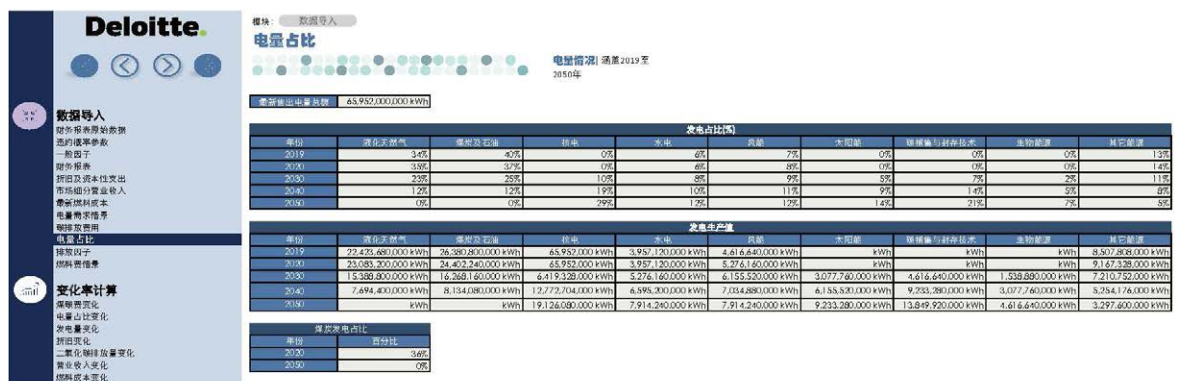 Deloitte.
模块： 数据导入
电量占比
电量情况| 涵盖2019至
2050年
数据导入
财务报表原始数据
违约概率参数
一般因子
财务报表
折旧及资本性支出
市场细分营业收入
最新燃料成本
电量需求情景
碳排放费用
电量占比
排放因子
燃料费情景
变化率计算
煤碳费变化
电量占比变化
发电量变化
折旧变化
二氧化碳排放量变化
营业收入变化
燃料成本变化
最新售出电量总额 65,952,000,000 kWh
发电占比(%)
年份 液化天然气 煤炭及石油 核电 水电 风能 太阳能 碳捕集与封存技术 生物能源 其它能源
2019 34% 40% 0% 6% 7% 0% 0% 0% 13%
2020 35% 37% 0% 6% 8% 0% 0% 0% 14%
2030 23% 25% 10% 8% 9% 5% 7% 2% 11%
2040 12% 12% 19% 10% 11% 9% 14% 5% 8%
2050 0% 0% 29% 12% 12% 14% 21% 7% 5%
发电生产值
年份 液化天然气 煤炭及石油 核电 水电 风能 太阳能 碳捕集与封存技术 生物能源 其它能源
2019 22,423,680,000 kWh 26,380,800,000 kWh 65,952,000 kWh 3,957,120,000 kWh 4,616,640,000 kWh kWh kWh kWh 8,507,808,000 kWh
2020 23,083,200,000 kWh 24,402,240,000 kWh 65,952,000 kWh 3,957,120,000 kWh 5,276,160,000 kWh kWh kWh kWh 9,167,328,000 kWh
2030 15,388,800,000 kWh 16,268,160,000 kWh 6,419,328,000 kWh 5,276,160,000 kWh 6,155,520,000 kWh 3,077,760,000 kWh 4,616,640,000 kWh 1,538,880,000 kWh 7,210,752,000 kWh
2040 7,694,400,000 kWh 8,134,080,000 kWh 12,772,704,000 kWh 6,595,200,000 kWh 7,034,880,000 kWh 6,155,520,000 kWh 9,233,280,000 kWh 3,077,760,000 kWh 5,254,176,000 kWh
2050 kWh kWh 19,126,080,000 kWh 7,914,240,000 kWh 7,914,240,000 kWh 9,233,280,000 kWh 13,849,920,000 kWh 4,616,640,000 kWh 3,297,600,000 kWh
煤炭发电占比
年份 百分比
2020 36%
2050 0%